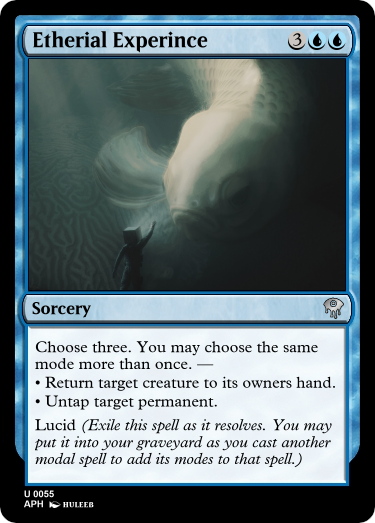 Etherial Experince 3
Sorcery
Choose three. You may choose the same
mode more than once. —
• Return target creature to its owners hand.
• Untap target permanent.
Lucid (Exile this spell as it resolves. You may
put it into your graveyard as you cast another
modal spell to add its modes to that spell.)
U 0055
APH HULEEB